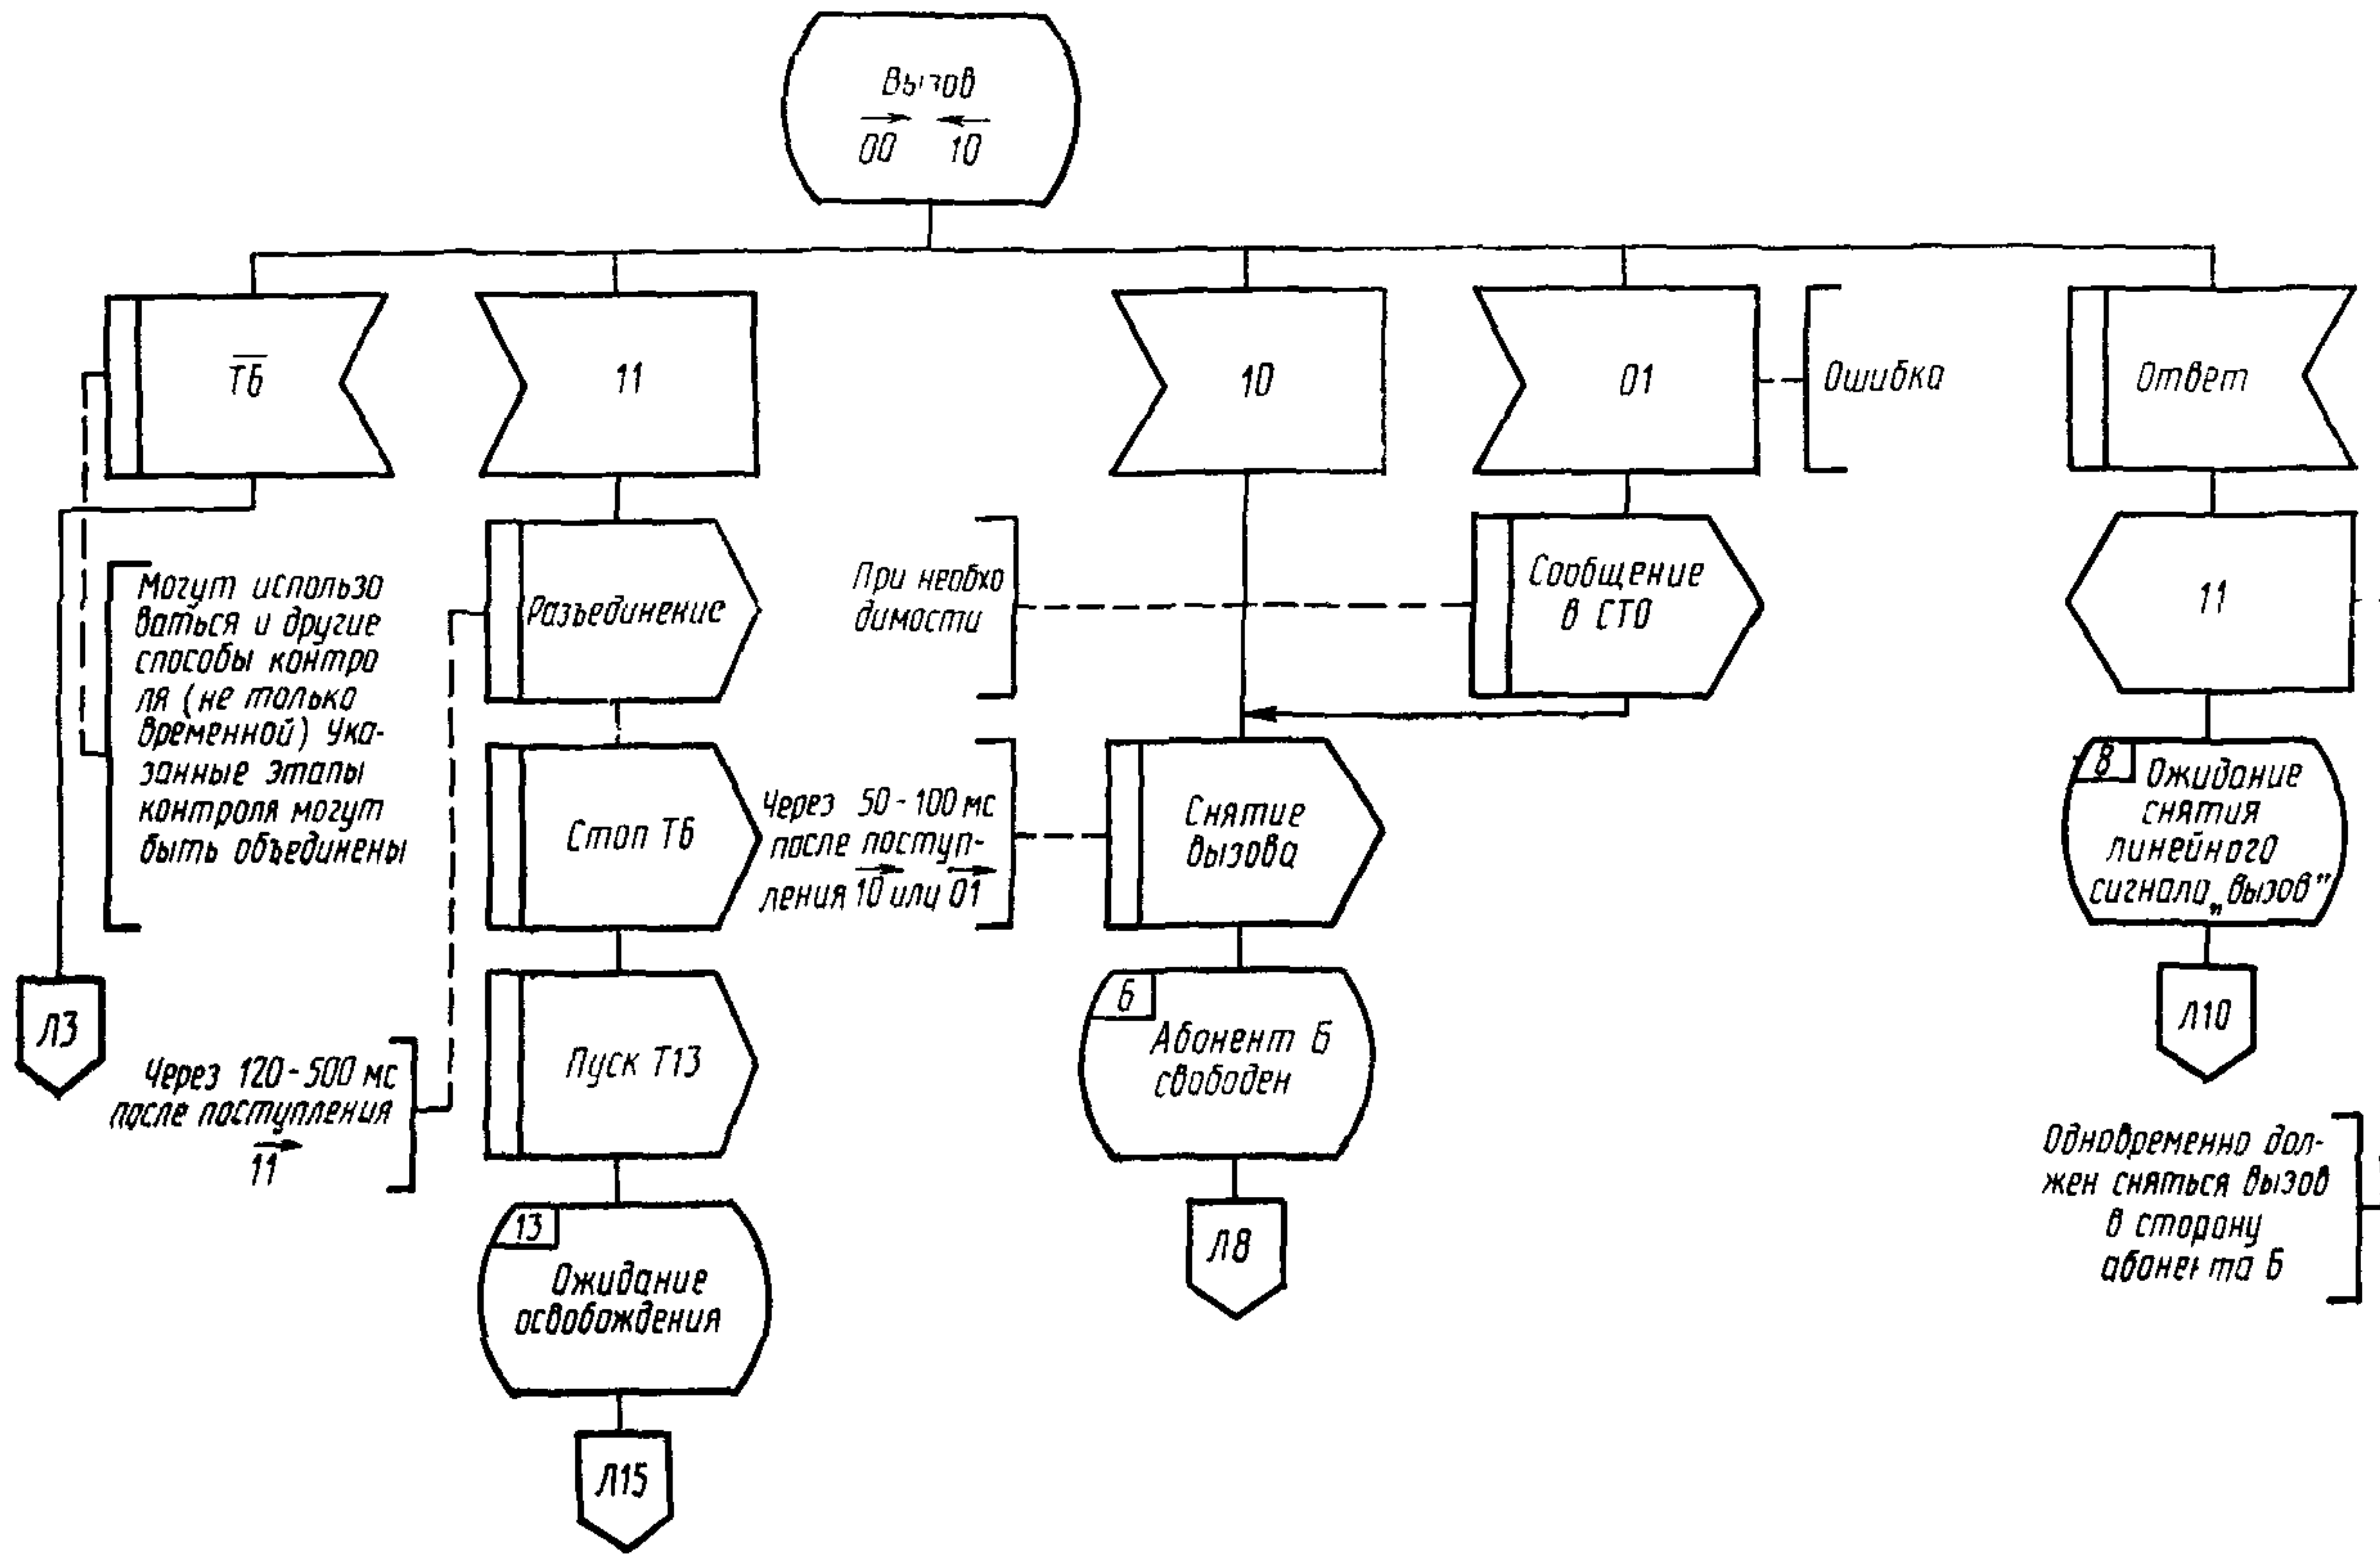 Вызов
00 10
Т6
11
10
01
Ошибка
Ответ
Могут использо
ваться и другие
способы контро
ля (не только
временной) Ука-
занные этапы
контроля могут
быть объединены
Л3
Через 120-500 мс
после поступления
11
Разъединение
Стоп Т6
Пуск Т13
13
Ожидание
освобождения
Л15
При необхо
димости
Сообщение
в СТО
Через 50-100 мс
после поступ-
ления 10 или 01
Снятие
вызова
6
Абонент Б
свободен
Л8
11
8
Ожидание
снятия
линейного
сигнала „вызов”
Л10
Одновременно дол-
жен сняться вызов
в сторону
абонента Б